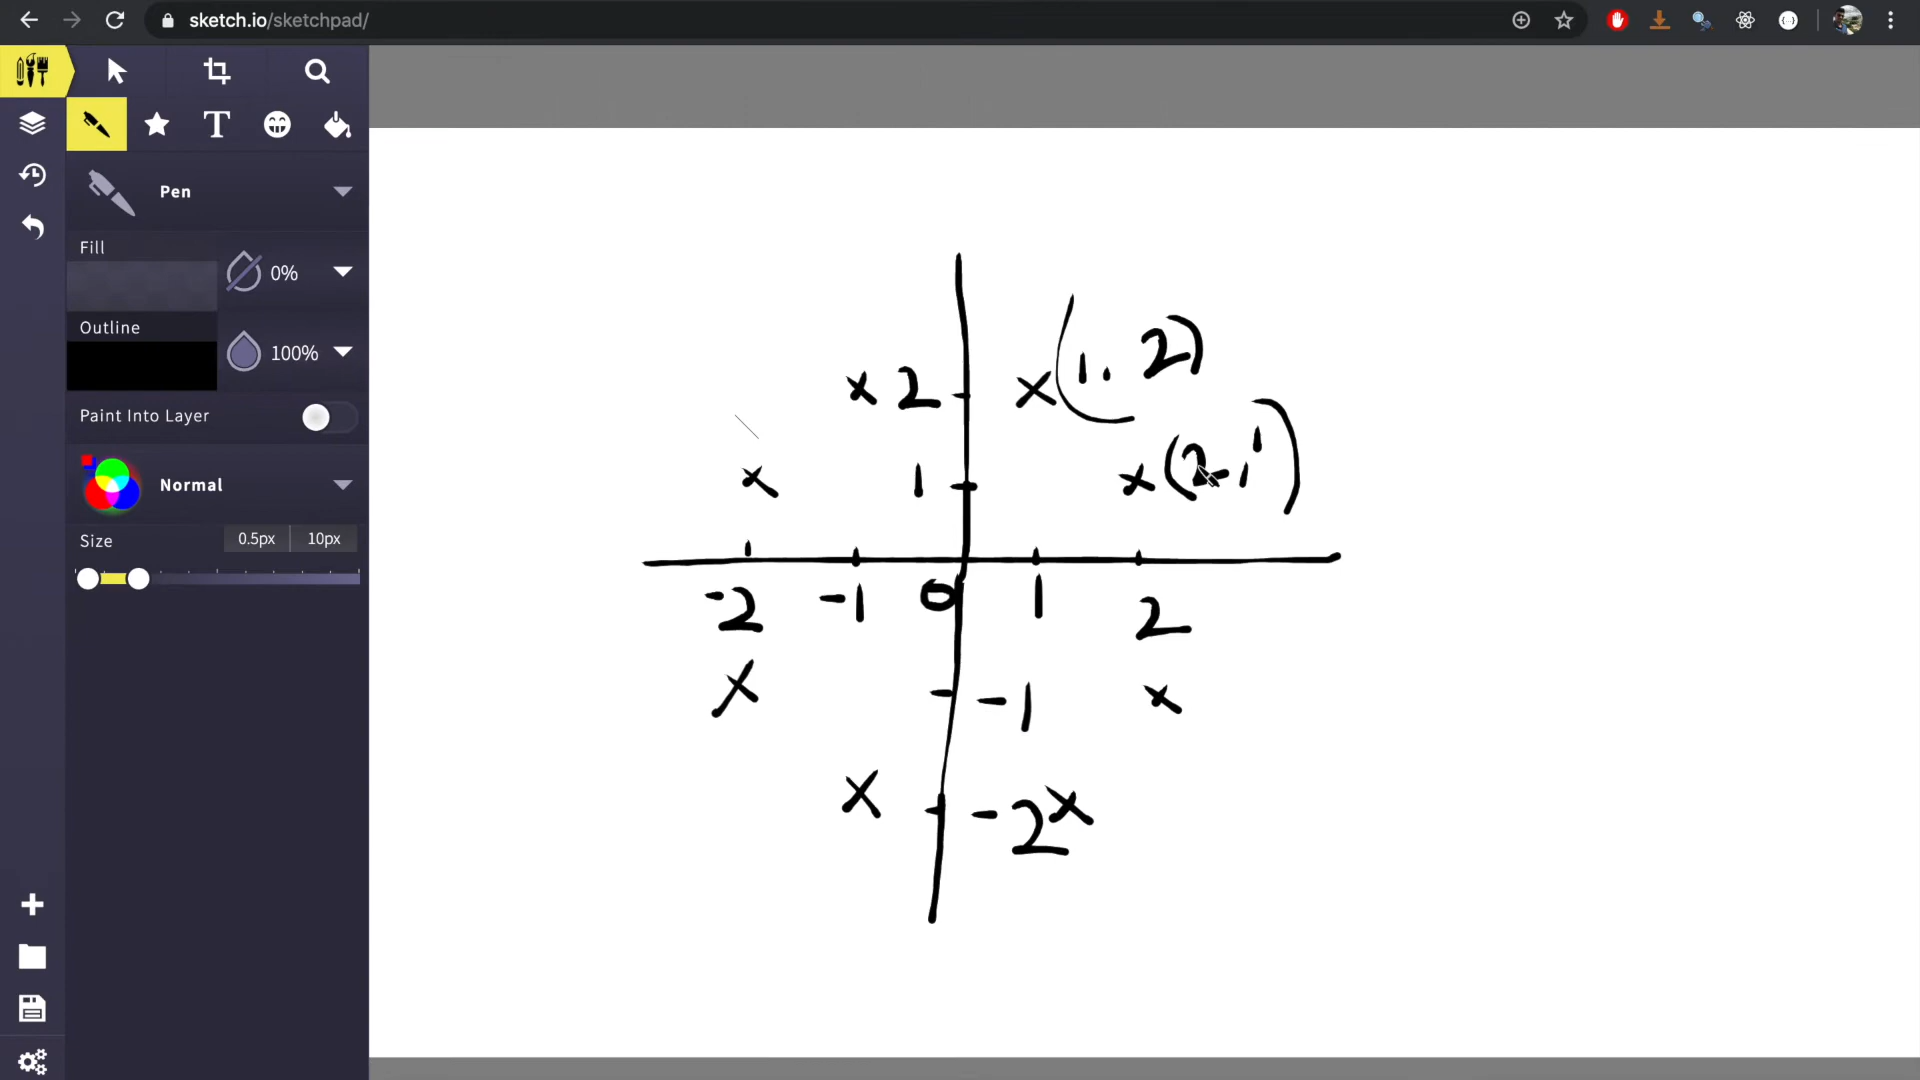 sketch.io/sketchpad/
Pen
Fill
0%
Outline
100%
Paint Into Layer
Normal
Size
0.5px
10px
x 2
x (1, 2)
x
1
x (2, 1)
-2
-1
0
1
2
x
-1
x
x
-2 x